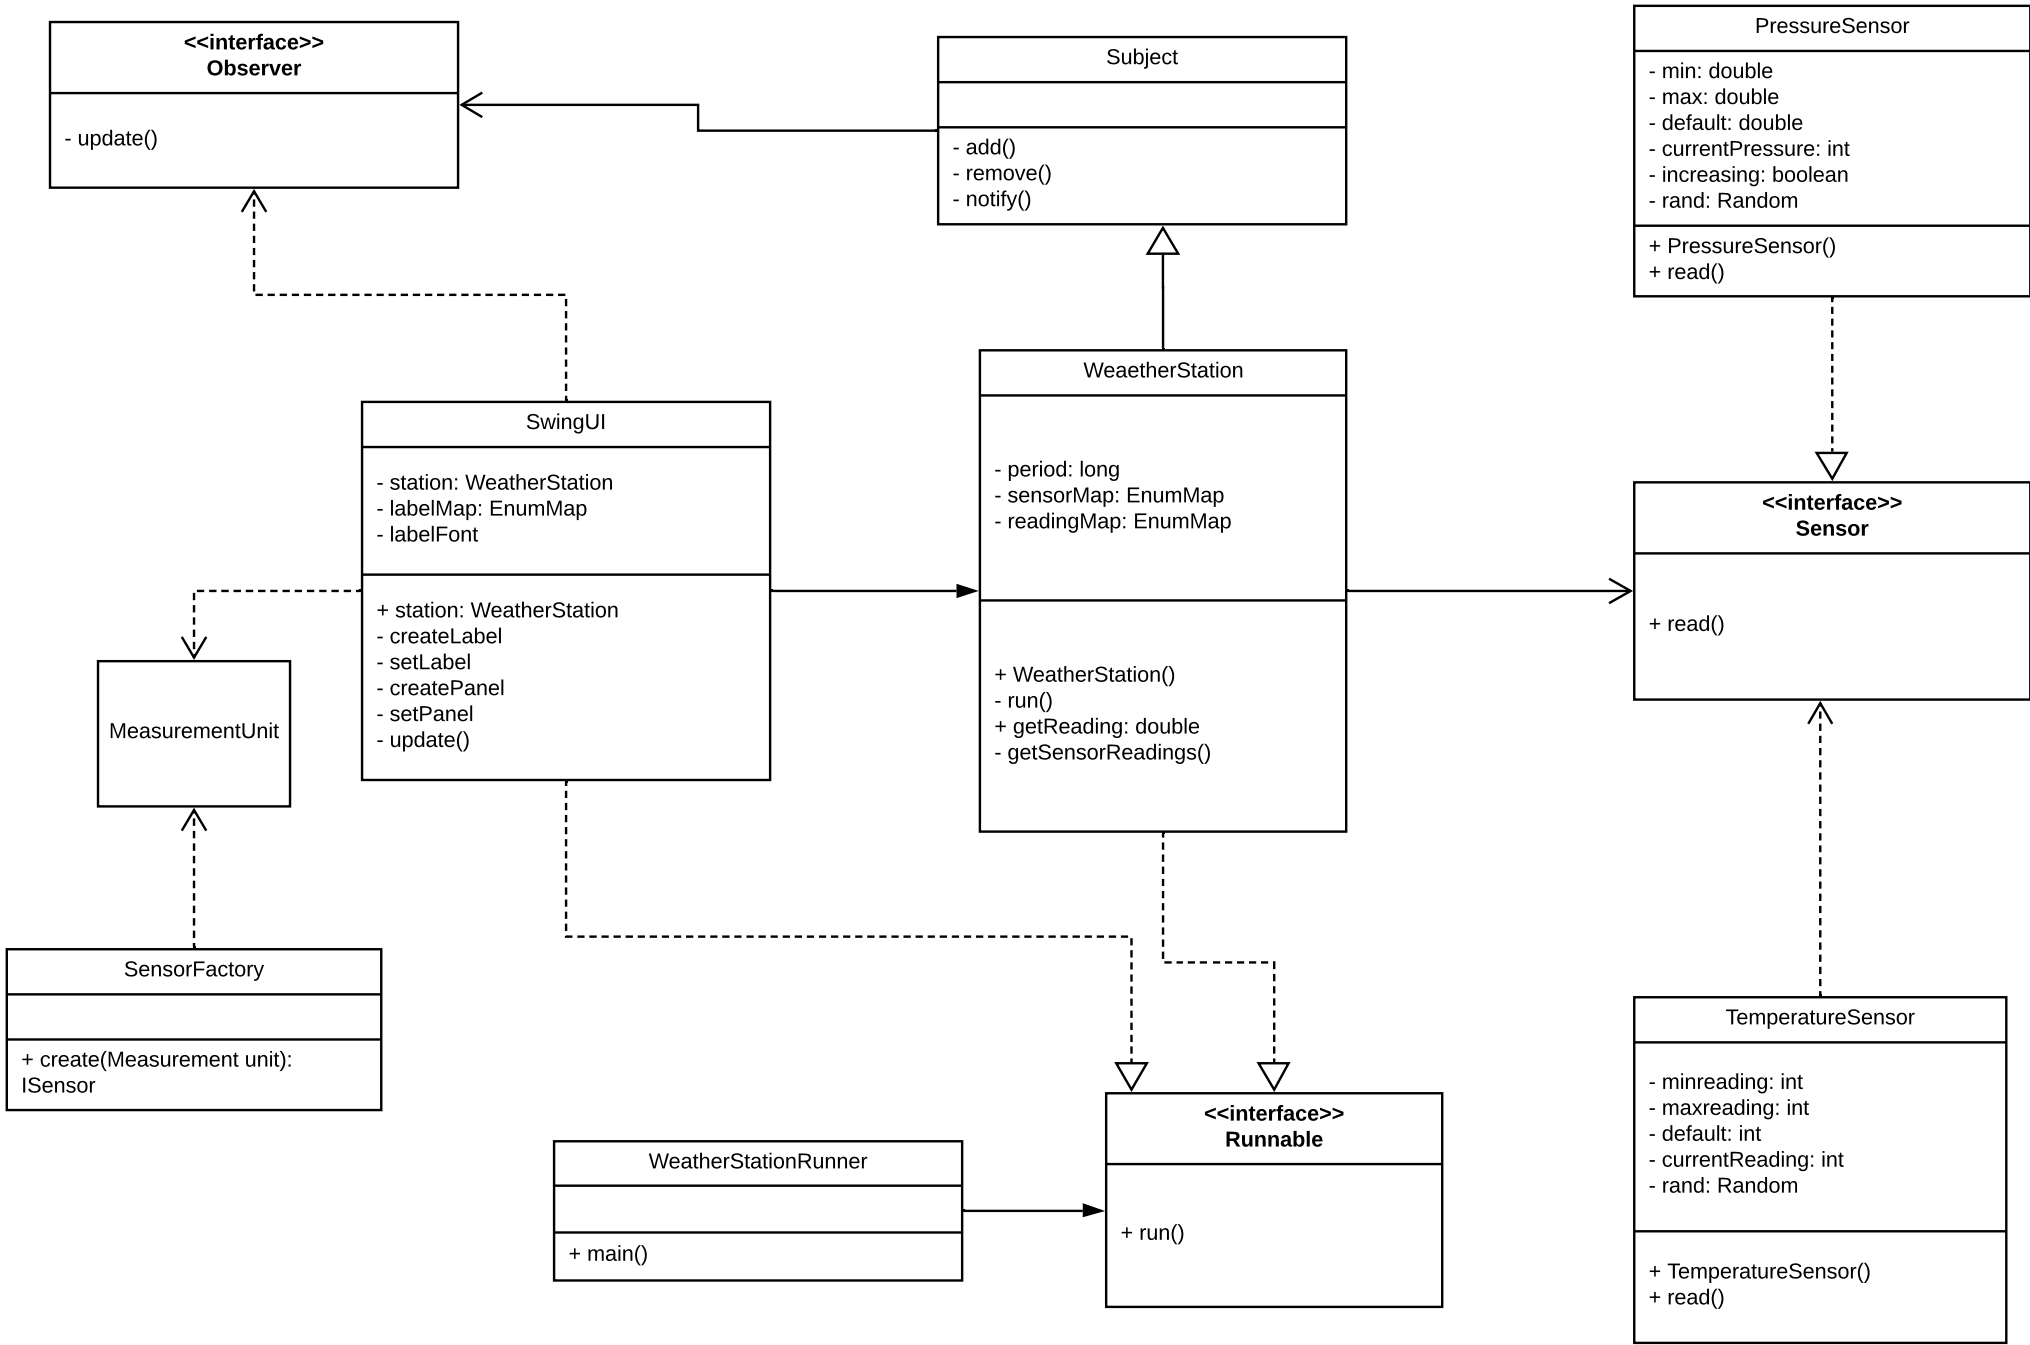 <<interface>>
Observer
- update()
Subject
- add()
- remove()
- notify()
PressureSensor
- min: double
- max: double
- default: double
- currentPressure: int
- increasing: boolean
- rand: Random
+ PressureSensor()
+ read()
SwingUI
- station: WeatherStation
- labelMap: EnumMap
- labelFont
+ station: WeatherStation
- createLabel
- setLabel
- createPanel
- setPanel
- update()
WeaetherStation
- period: long
- sensorMap: EnumMap
- readingMap: EnumMap
+ WeatherStation()
- run()
+ getReading: double
- getSensorReadings()
<<interface>>
Sensor
+ read()
MeasurementUnit
SensorFactory
+ create(Measurement unit):
ISensor
WeatherStationRunner
+ main()
<<interface>>
Runnable
+ run()
TemperatureSensor
- minreading: int
- maxreading: int
- default: int
- currentReading: int
- rand: Random
+ TemperatureSensor()
+ read()